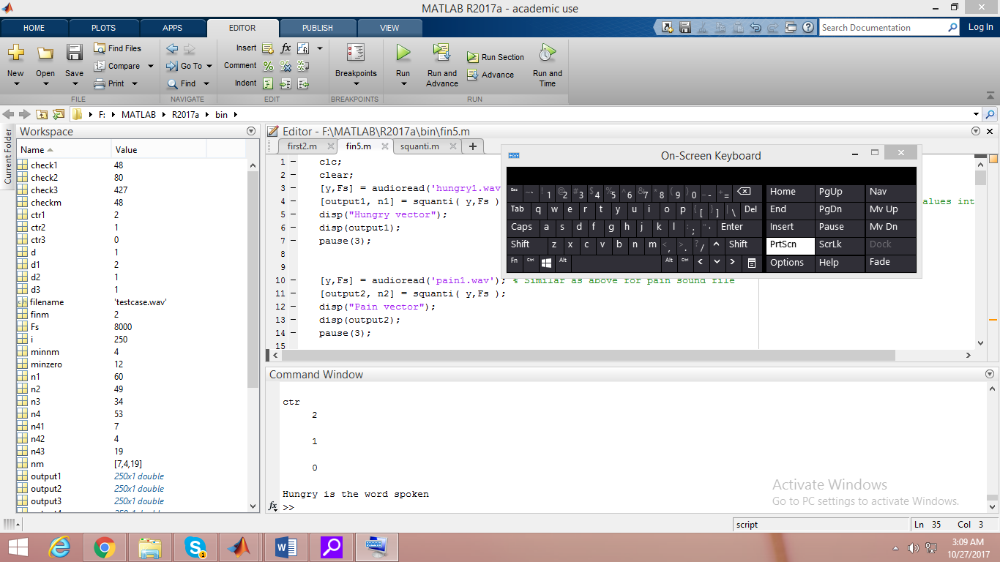 MATLAB R2017a - academic use
HOME PLOTS APPS EDITOR PUBLISH VIEW
Search Documentation
Log In
New
Open
Save
Find Files
Compare
Print
Go To
Find
Insert
Comment
Indent
fx
Breakpoints
Run
Run and Advance
Run Section
Advance
Run and Time
FILE NAVIGATE EDIT BREAKPOINTS RUN
F: MATLAB R2017a bin
Current Folder
Workspace
Name Value
check1 48
check2 80
check3 427
checkm 48
ctr1 2
ctr2 1
ctr3 0
d 1
d1 2
d2 1
d3 1
filename 'testcase.wav'
finm 2
Fs 8000
i 250
minnm 4
minzero 12
n1 60
n2 49
n3 34
n4 53
n41 7
n42 4
n43 19
nm [7,4,19]
output1 250x1 double
output2 250x1 double
output3 250x1 double
Editor - F:\MATLAB\R2017a\bin\fin5.m
first2.m fin5.m squanti.m
1 clc;
2 clear;
3 [y,Fs] = audioread('hungry1.wav
4 [output1, n1] = squanti( y,Fs ) alues int
5 disp("Hungry vector");
6 disp(output1);
7 pause(3);
8
9
10 [y,Fs] = audioread('pain1.wav'); % Similar as above for pain sound file
11 [output2, n2] = squanti( y,Fs );
12 disp("Pain vector");
13 disp(output2);
14 pause(3);
15
On-Screen Keyboard
Esc ~ ` ! 1 @ 2 # 3 $ 4 % 5 ^ 6 & 7 * 8 ( 9 ) 0 _ - + = Home PgUp Nav
Tab q w e r t y u i o p { [ } ] | \ Del End PgDn Mv Up
Caps a s d f g h j k l : ; " ' Enter Insert Pause Mv Dn
Shift z x c v b n m < , > . ? / ^ Shift PrtScn ScrLk Dock
Fn Ctrl Alt Alt Ctrl Options Help Fade
Command Window
ctr
2
1
0
Hungry is the word spoken
fx >>
Activate Windows
Go to PC settings to activate Windows.
script
Ln 35 Col 3
3:09 AM
10/27/2017